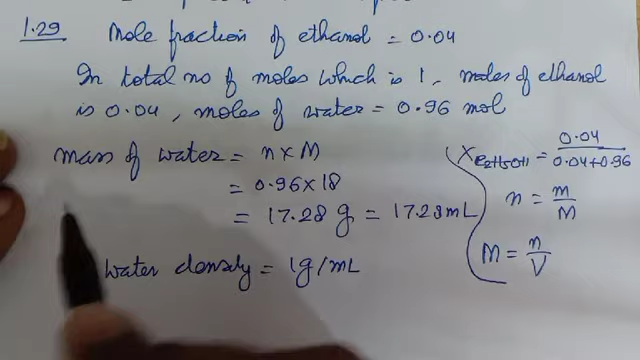 1.29 Mole fraction of ethanol = 0.04
In total no of moles which is 1, moles of ethanol
is 0.04, moles of water = 0.96 mol
mass of water = n × M
= 0.96 × 18
= 17.28 g = 17.28 mL
Water density = 1g/mL
X C2H5OH = 0.04 / 0.04+0.96
n = m / M
M = n / V